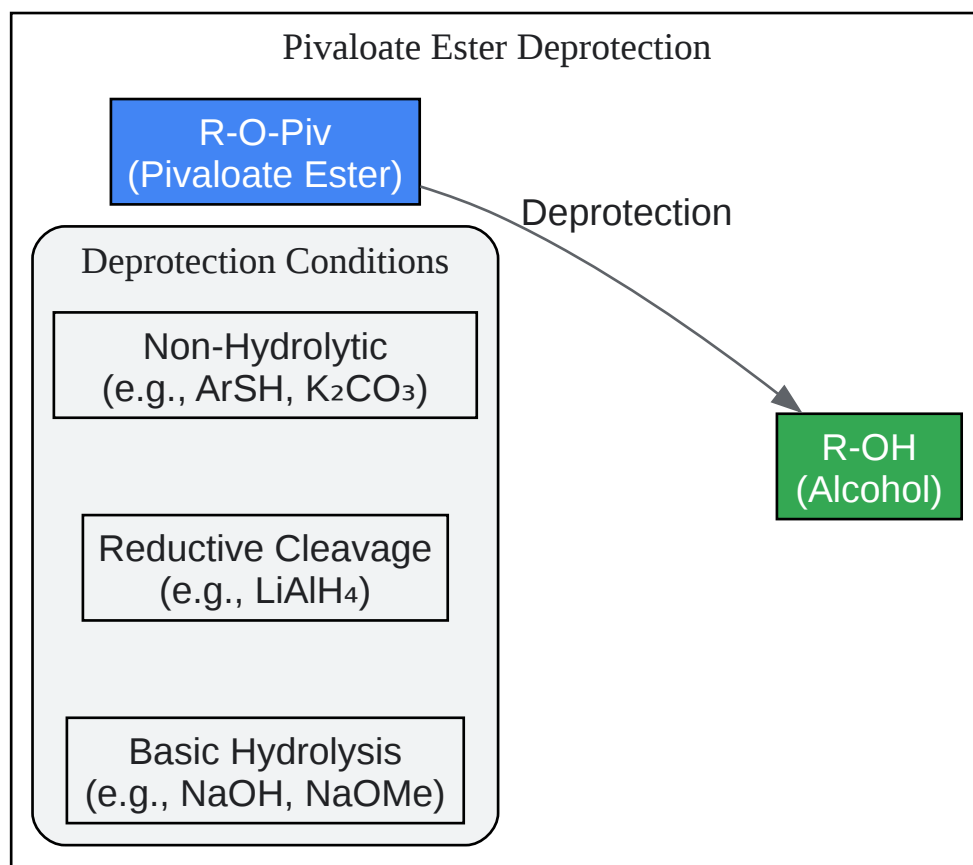 Pivaloate Ester Deprotection
R-O-Piv
(Pivaloate Ester)
Deprotection
Deprotection Conditions
Non-Hydrolytic
(e.g., ArSH, K₂CO₃)
R-OH
(Alcohol)
Reductive Cleavage
(e.g., LiAlH₄)
Basic Hydrolysis
(e.g., NaOH, NaOMe)